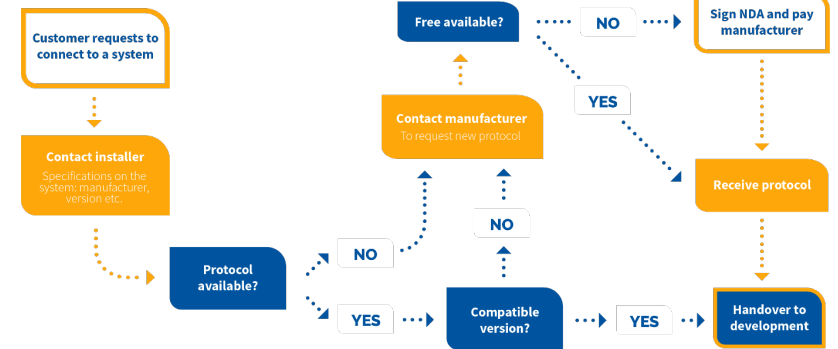 Customer requests to
connect to a system
Contact installer
Specifications on the
system: manufacturer,
version etc.
Protocol
available?
NO
YES
Contact manufacturer
To request new protocol
Free available?
NO
YES
Sign NDA and pay
manufacturer
Receive protocol
NO
Compatible
version?
YES
Handover to
development